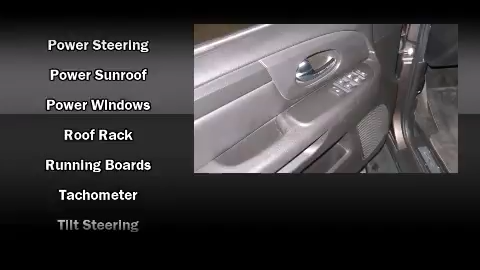 Power Steering
Power Sunroof
Power Windows
Roof Rack
Running Boards
Tachometer
Tilt Steering